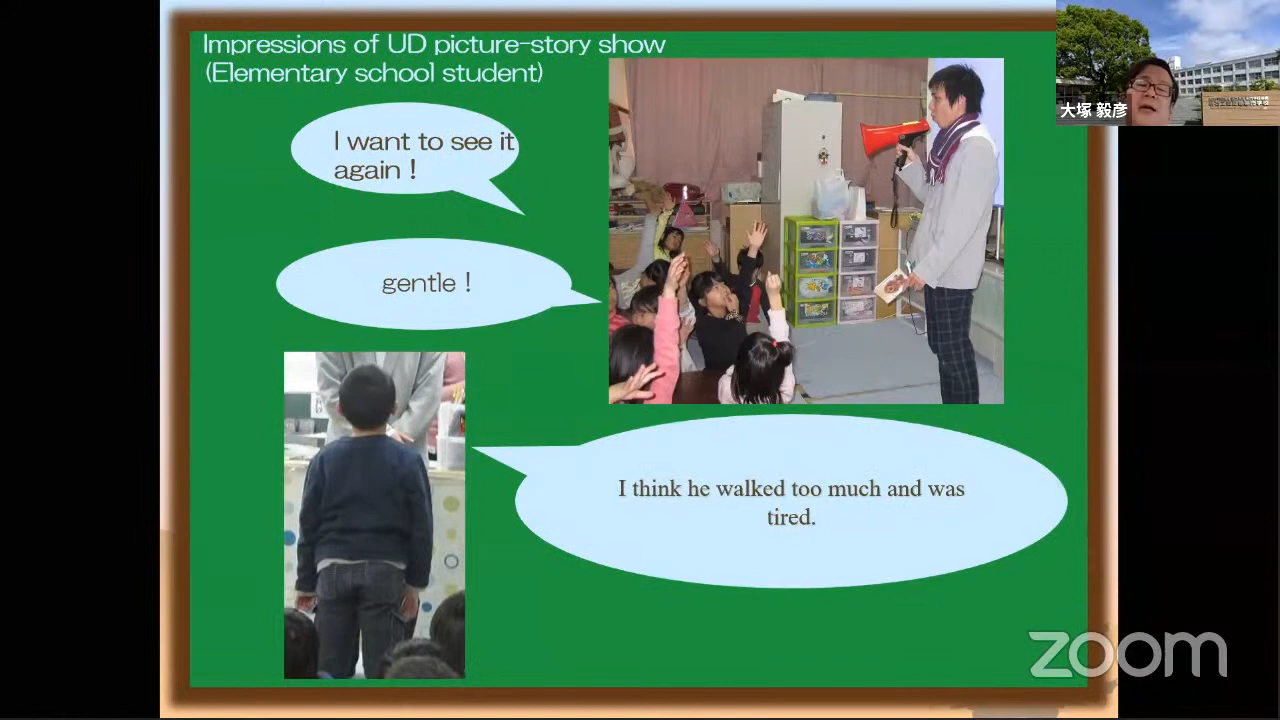 Impressions of UD picture-story show
(Elementary school student)
I want to see it
again !
gentle !
I think he walked too much and was
tired.
大塚 毅彦
zoom